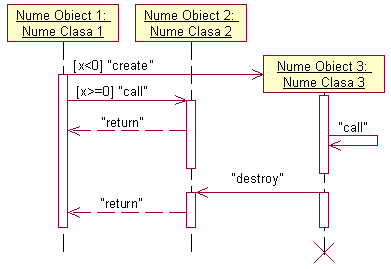 Nume Obiect 1:
Nume Clasa 1
Nume Obiect 2:
Nume Clasa 2
[x<0] "create"
Nume Obiect 3:
Nume Clasa 3
[x>=0] "call"
"return"
"call"
"destroy"
"return"